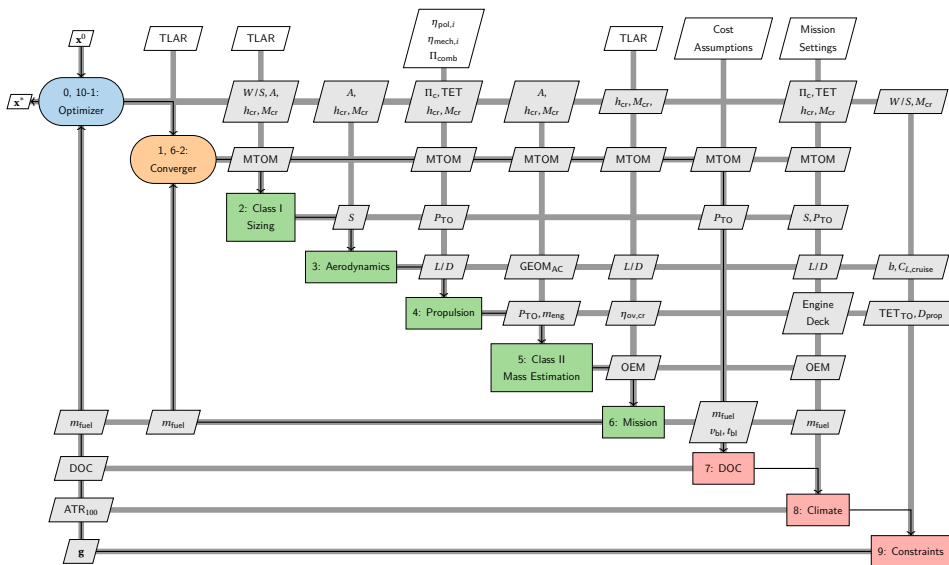 x⁰
TLAR
TLAR
η_pol,i
η_mech,i
Π_comb
TLAR
Cost
Assumptions
Mission
Settings
x*
0, 10-1:
Optimizer
W/S, A,
h_cr, M_cr
A,
h_cr, M_cr
Π_c, TET
h_cr, M_cr
A,
h_cr, M_cr
h_cr, M_cr,
Π_c, TET
h_cr, M_cr
W/S, M_cr
1, 6-2:
Converger
MTOM
MTOM
MTOM
MTOM
MTOM
MTOM
2: Class I
Sizing
S
P_TO
P_TO
S, P_TO
3: Aerodynamics
L/D
GEOM_AC
L/D
L/D
b, C_L,cruise
4: Propulsion
P_TO, m_eng
η_ov,cr
Engine
Deck
TET_TO, D_prop
5: Class II
Mass Estimation
OEM
OEM
m_fuel
m_fuel
6: Mission
m_fuel
v_bl, t_bl
m_fuel
DOC
7: DOC
ATR₁₀₀
8: Climate
g
9: Constraints